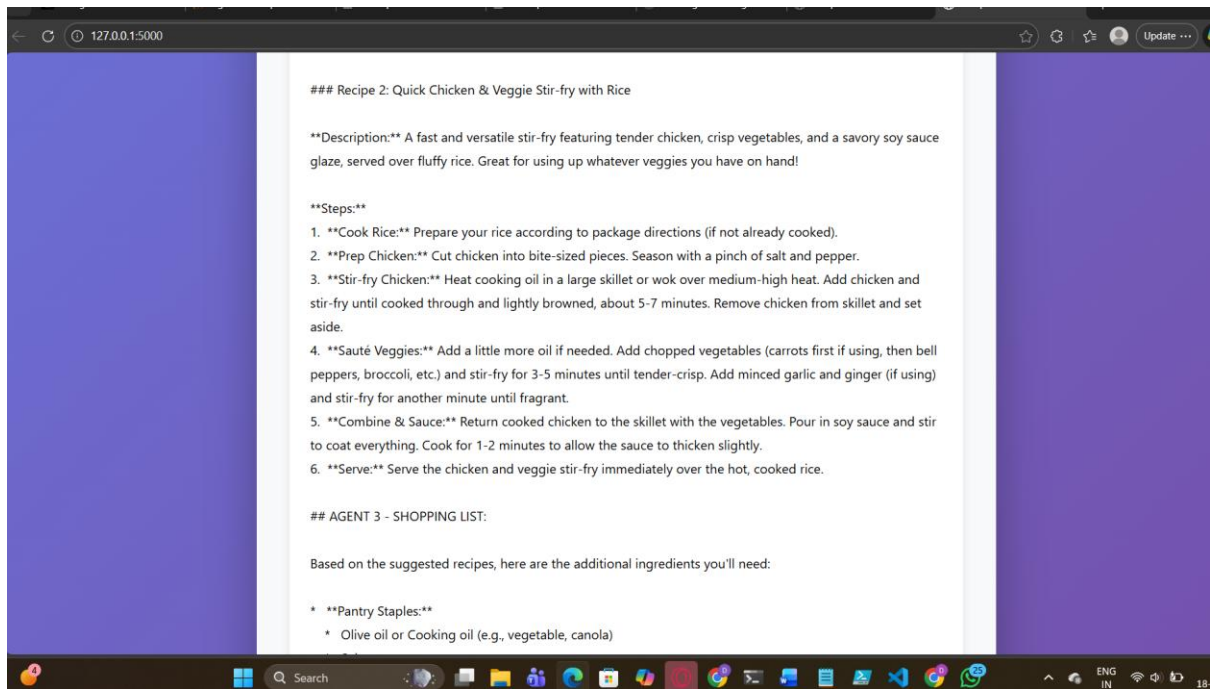 127.0.0.1:5000
Update
### Recipe 2: Quick Chicken & Veggie Stir-fry with Rice
**Description:** A fast and versatile stir-fry featuring tender chicken, crisp vegetables, and a savory soy sauce
glaze, served over fluffy rice. Great for using up whatever veggies you have on hand!
**Steps:**
1. **Cook Rice:** Prepare your rice according to package directions (if not already cooked).
2. **Prep Chicken:** Cut chicken into bite-sized pieces. Season with a pinch of salt and pepper.
3. **Stir-fry Chicken:** Heat cooking oil in a large skillet or wok over medium-high heat. Add chicken and
stir-fry until cooked through and lightly browned, about 5-7 minutes. Remove chicken from skillet and set
aside.
4. **Sauté Veggies:** Add a little more oil if needed. Add chopped vegetables (carrots first if using, then bell
peppers, broccoli, etc.) and stir-fry for 3-5 minutes until tender-crisp. Add minced garlic and ginger (if using)
and stir-fry for another minute until fragrant.
5. **Combine & Sauce:** Return cooked chicken to the skillet with the vegetables. Pour in soy sauce and stir
to coat everything. Cook for 1-2 minutes to allow the sauce to thicken slightly.
6. **Serve:** Serve the chicken and veggie stir-fry immediately over the hot, cooked rice.
## AGENT 3 - SHOPPING LIST:
Based on the suggested recipes, here are the additional ingredients you'll need:
* **Pantry Staples:**
* Olive oil or Cooking oil (e.g., vegetable, canola)
4
Search
25
ENG
IN
18-